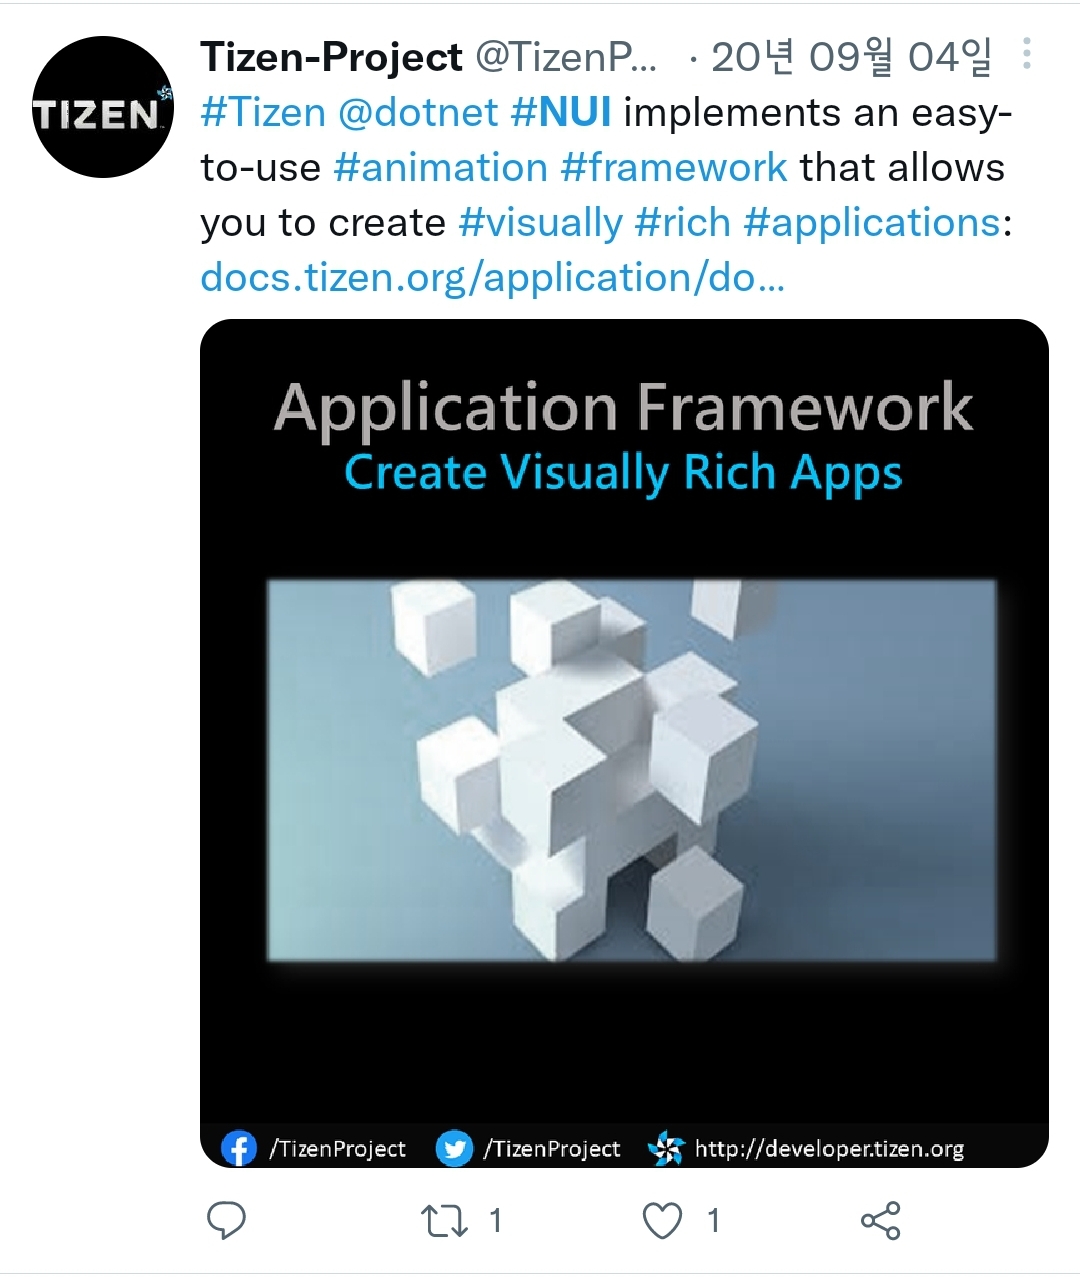 TIZEN
Tizen-Project @TizenP... · 20년 09월 04일
#Tizen @dotnet #NUI implements an easy-
to-use #animation #framework that allows
you to create #visually #rich #applications:
docs.tizen.org/application/do...
Application Framework
Create Visually Rich Apps
/TizenProject /TizenProject http://developer.tizen.org
1 1